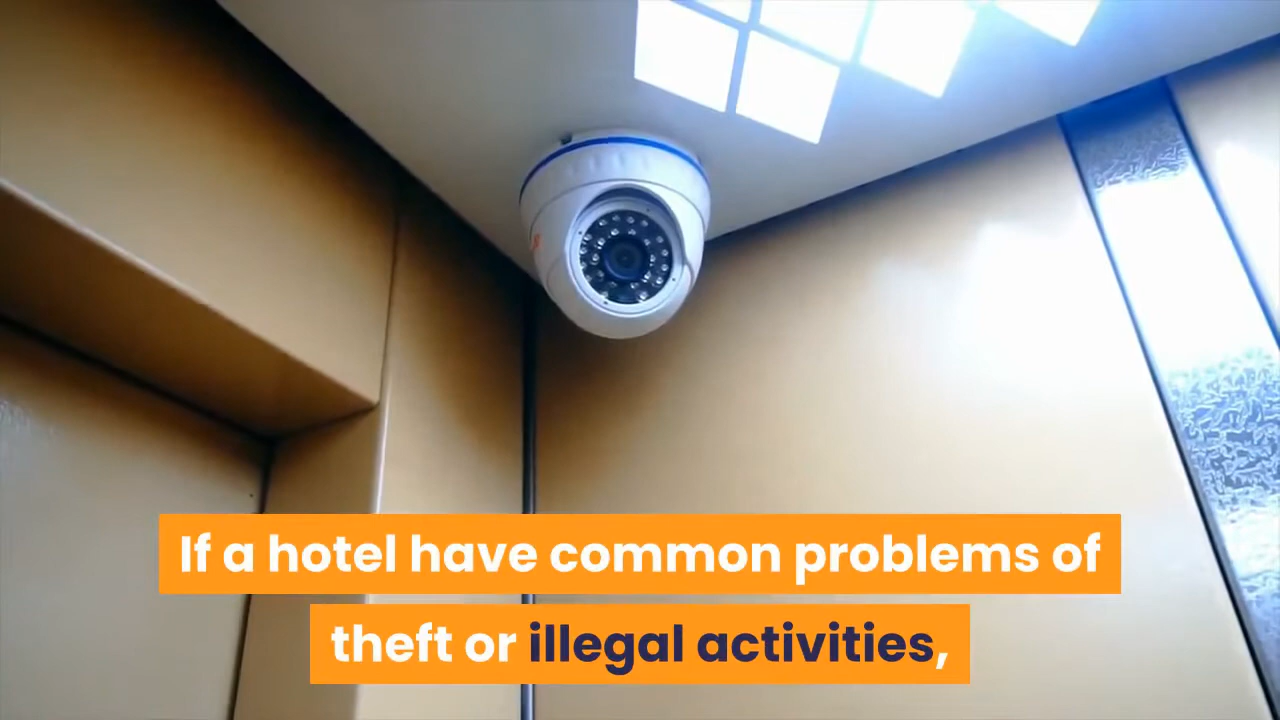 If a hotel have common problems of
theft or illegal activities,